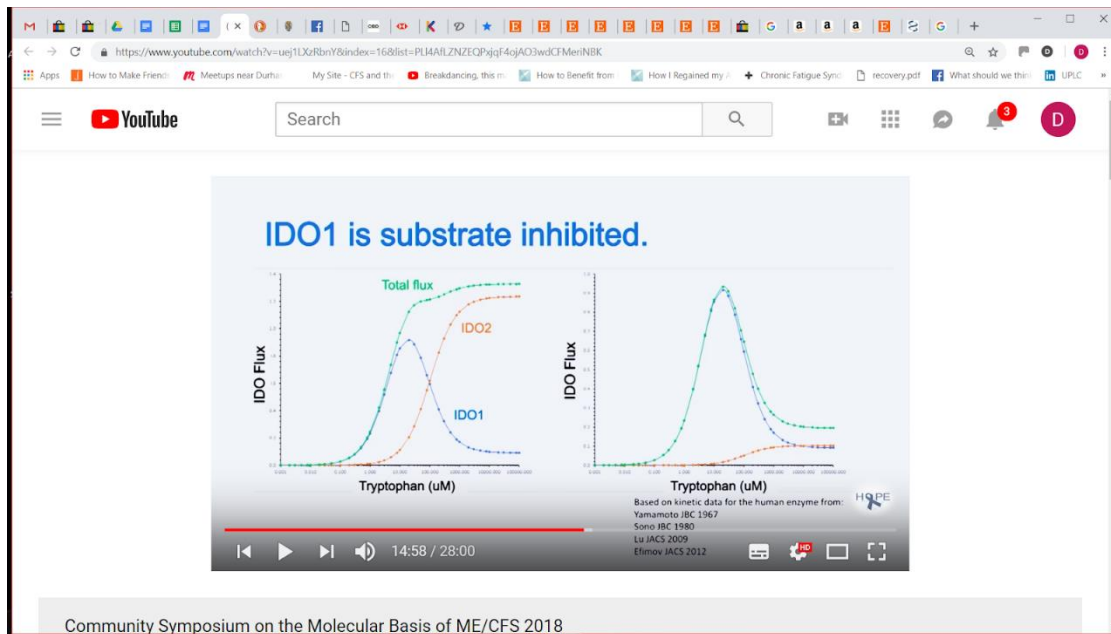 https://www.youtube.com/watch?v=uej1LXzRbnY&index=16&list=PLl4AfLZNZEQPxjqF4ojAO3wdCFMeriN8K
Apps How to Make Friend Meetups near Durha My Site - CFS and th Breakdancing, this m How to Benefit from How I Regained my A Chronic Fatigue Synd recovery.pdf What should we thin UPLC »
YouTube
Search
3
D
IDO1 is substrate inhibited.
Total flux
IDO2
IDO1
IDO Flux
Tryptophan (uM)
IDO Flux
Tryptophan (uM)
Based on kinetic data for the human enzyme from:
Yamamoto JBC 1967
Sono JBC 1980
Lu JACS 2009
Efimov JACS 2012
HOPE
14:58 / 28:00
HD
Community Symposium on the Molecular Basis of ME/CFS 2018